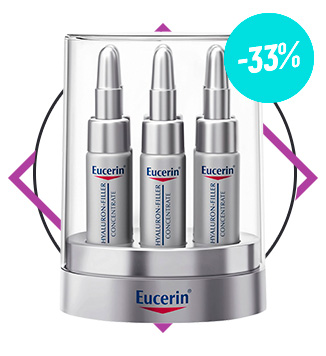 -33%
Eucerin®
HYALURON-FILLER
CONCENTRATE
Eucerin®
HYALURON-FILLER
CONCENTRATE
Eucerin®
HYALURON-FILLER
CONCENTRATE
Eucerin®